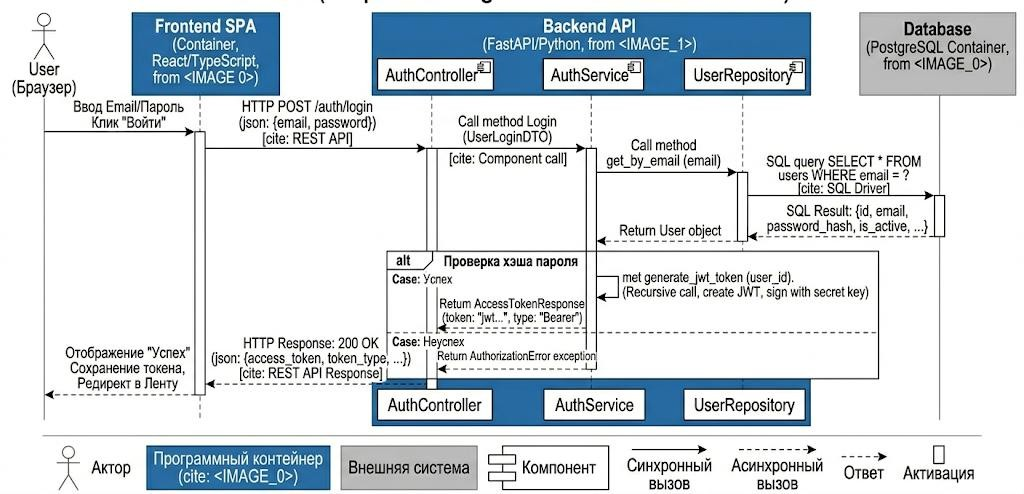 Frontend SPA
(Container,
React/TypeScript,
from <IMAGE 0>)
Backend API
(FastAPI/Python, from <IMAGE_1>)
AuthController
AuthService
UserRepository
Database
(PostgreSQL Container,
from <IMAGE_0>)
User
(Браузер)
Ввод Email/Пароль
Клик "Войти"
HTTP POST /auth/login
(json: {email, password})
[cite: REST API]
Call method Login
(UserLoginDTO)
[cite: Component call]
Call method
get_by_email (email)
SQL query SELECT * FROM
users WHERE email = ?
[cite: SQL Driver]
SQL Result: {id, email,
password_hash, is_active, ...}
Return User object
alt
Проверка хэша пароля
Case: Успех
met generate_jwt_token (user_id).
(Recursive call, create JWT, sign with secret key)
Return AccessTokenResponse
(token: "jwt...", type: "Bearer")
Case: Неуспех
Return AuthorizationError exception
HTTP Response: 200 OK
(json: {access_token, token_type, ...})
[cite: REST API Response]
Отображение "Успех"
Сохранение токена,
Редирект в Ленту
AuthController
AuthService
UserRepository
Актор
Программный контейнер
(cite: <IMAGE_0>)
Внешняя система
Компонент
Синхронный
вызов
Асинхронный
вызов
Ответ
Активация